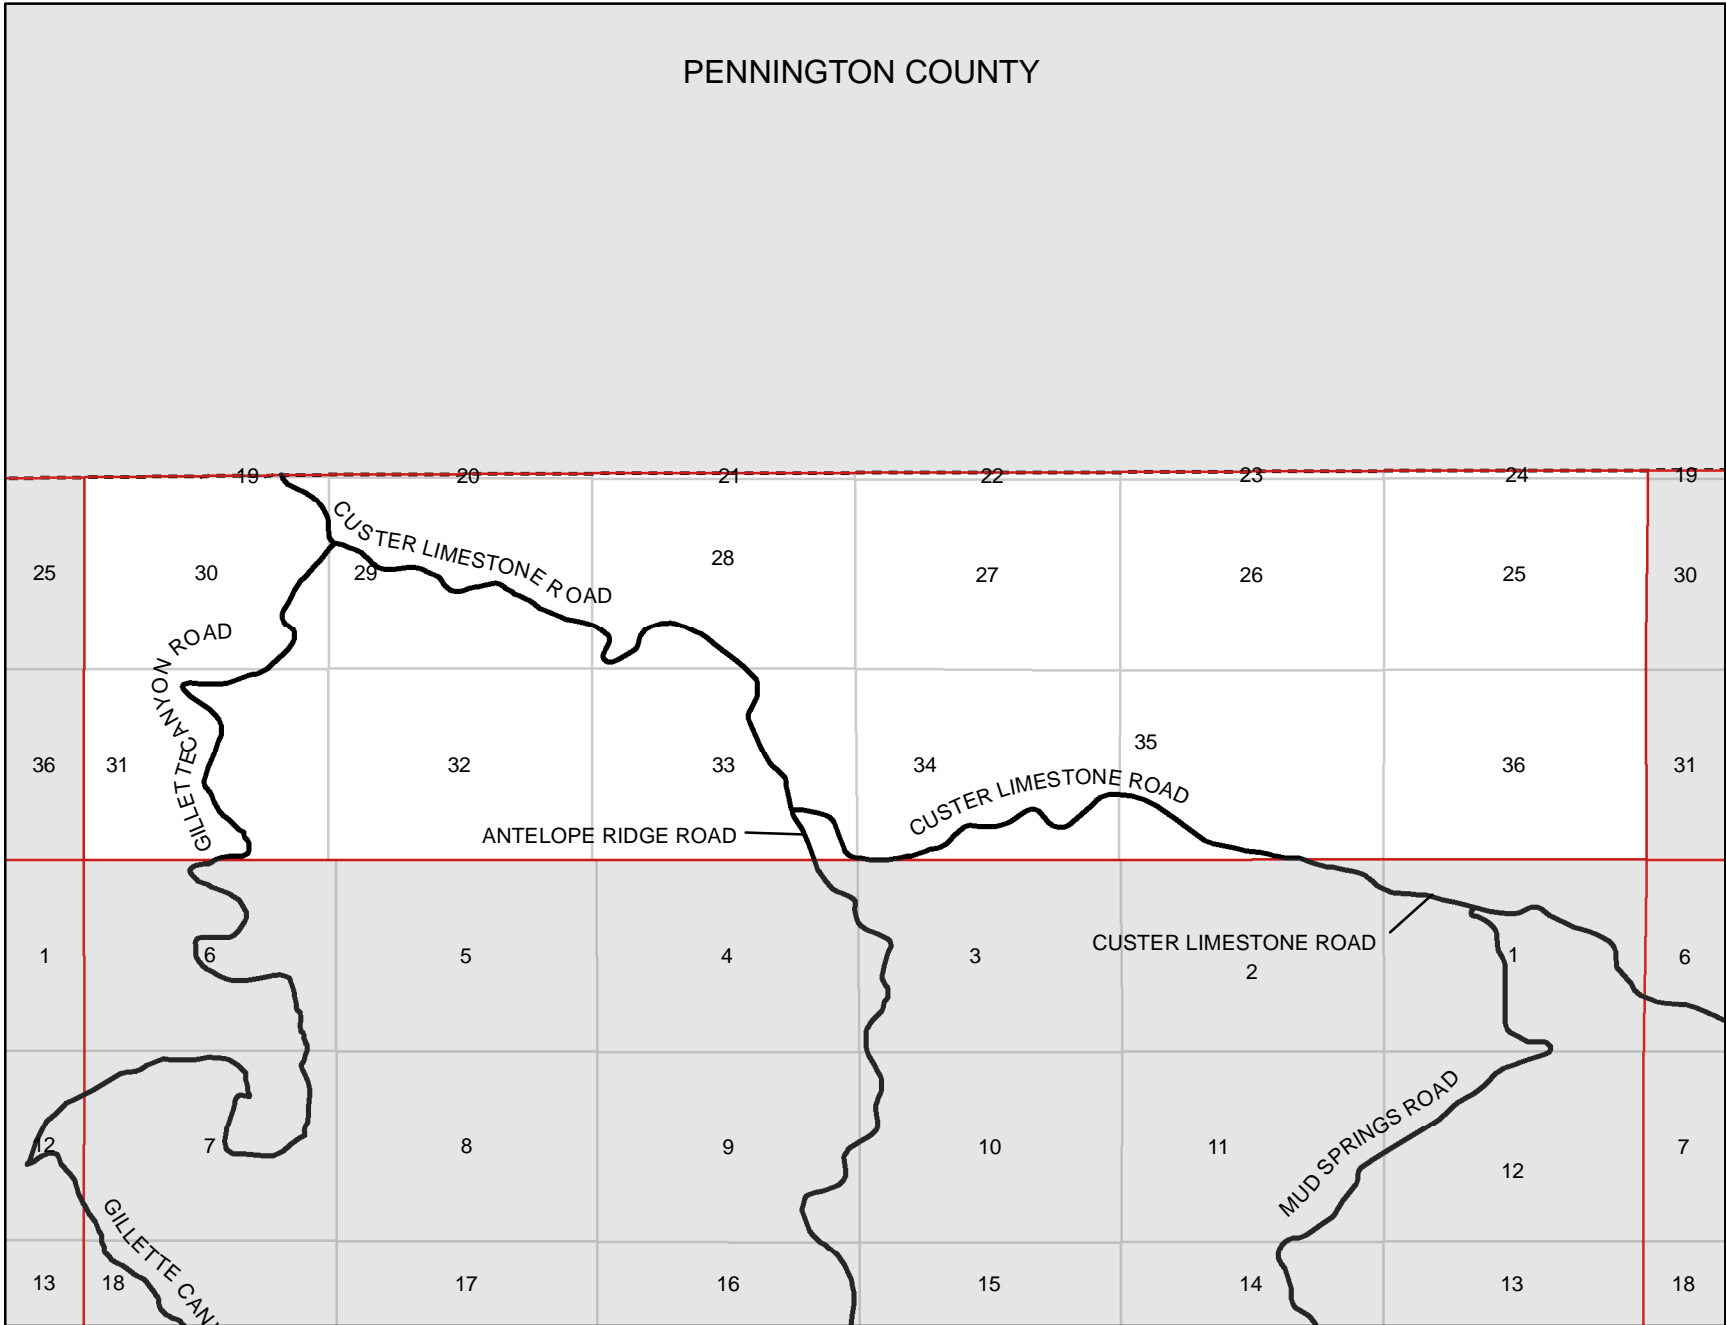 PENNINGTON COUNTY
19 20 21 22 23 24 19
CUSTER LIMESTONE ROAD
25 30 29 28 27 26 25 30
GILLETTE CANYON ROAD
36 31 32 33 34 35 36 31
CUSTER LIMESTONE ROAD
ANTELOPE RIDGE ROAD
CUSTER LIMESTONE ROAD
1 6 5 4 3 2 1 6
MUD SPRINGS ROAD
12 7 8 9 10 11 12 7
GILLETTE CAN
13 18 17 16 15 14 13 18